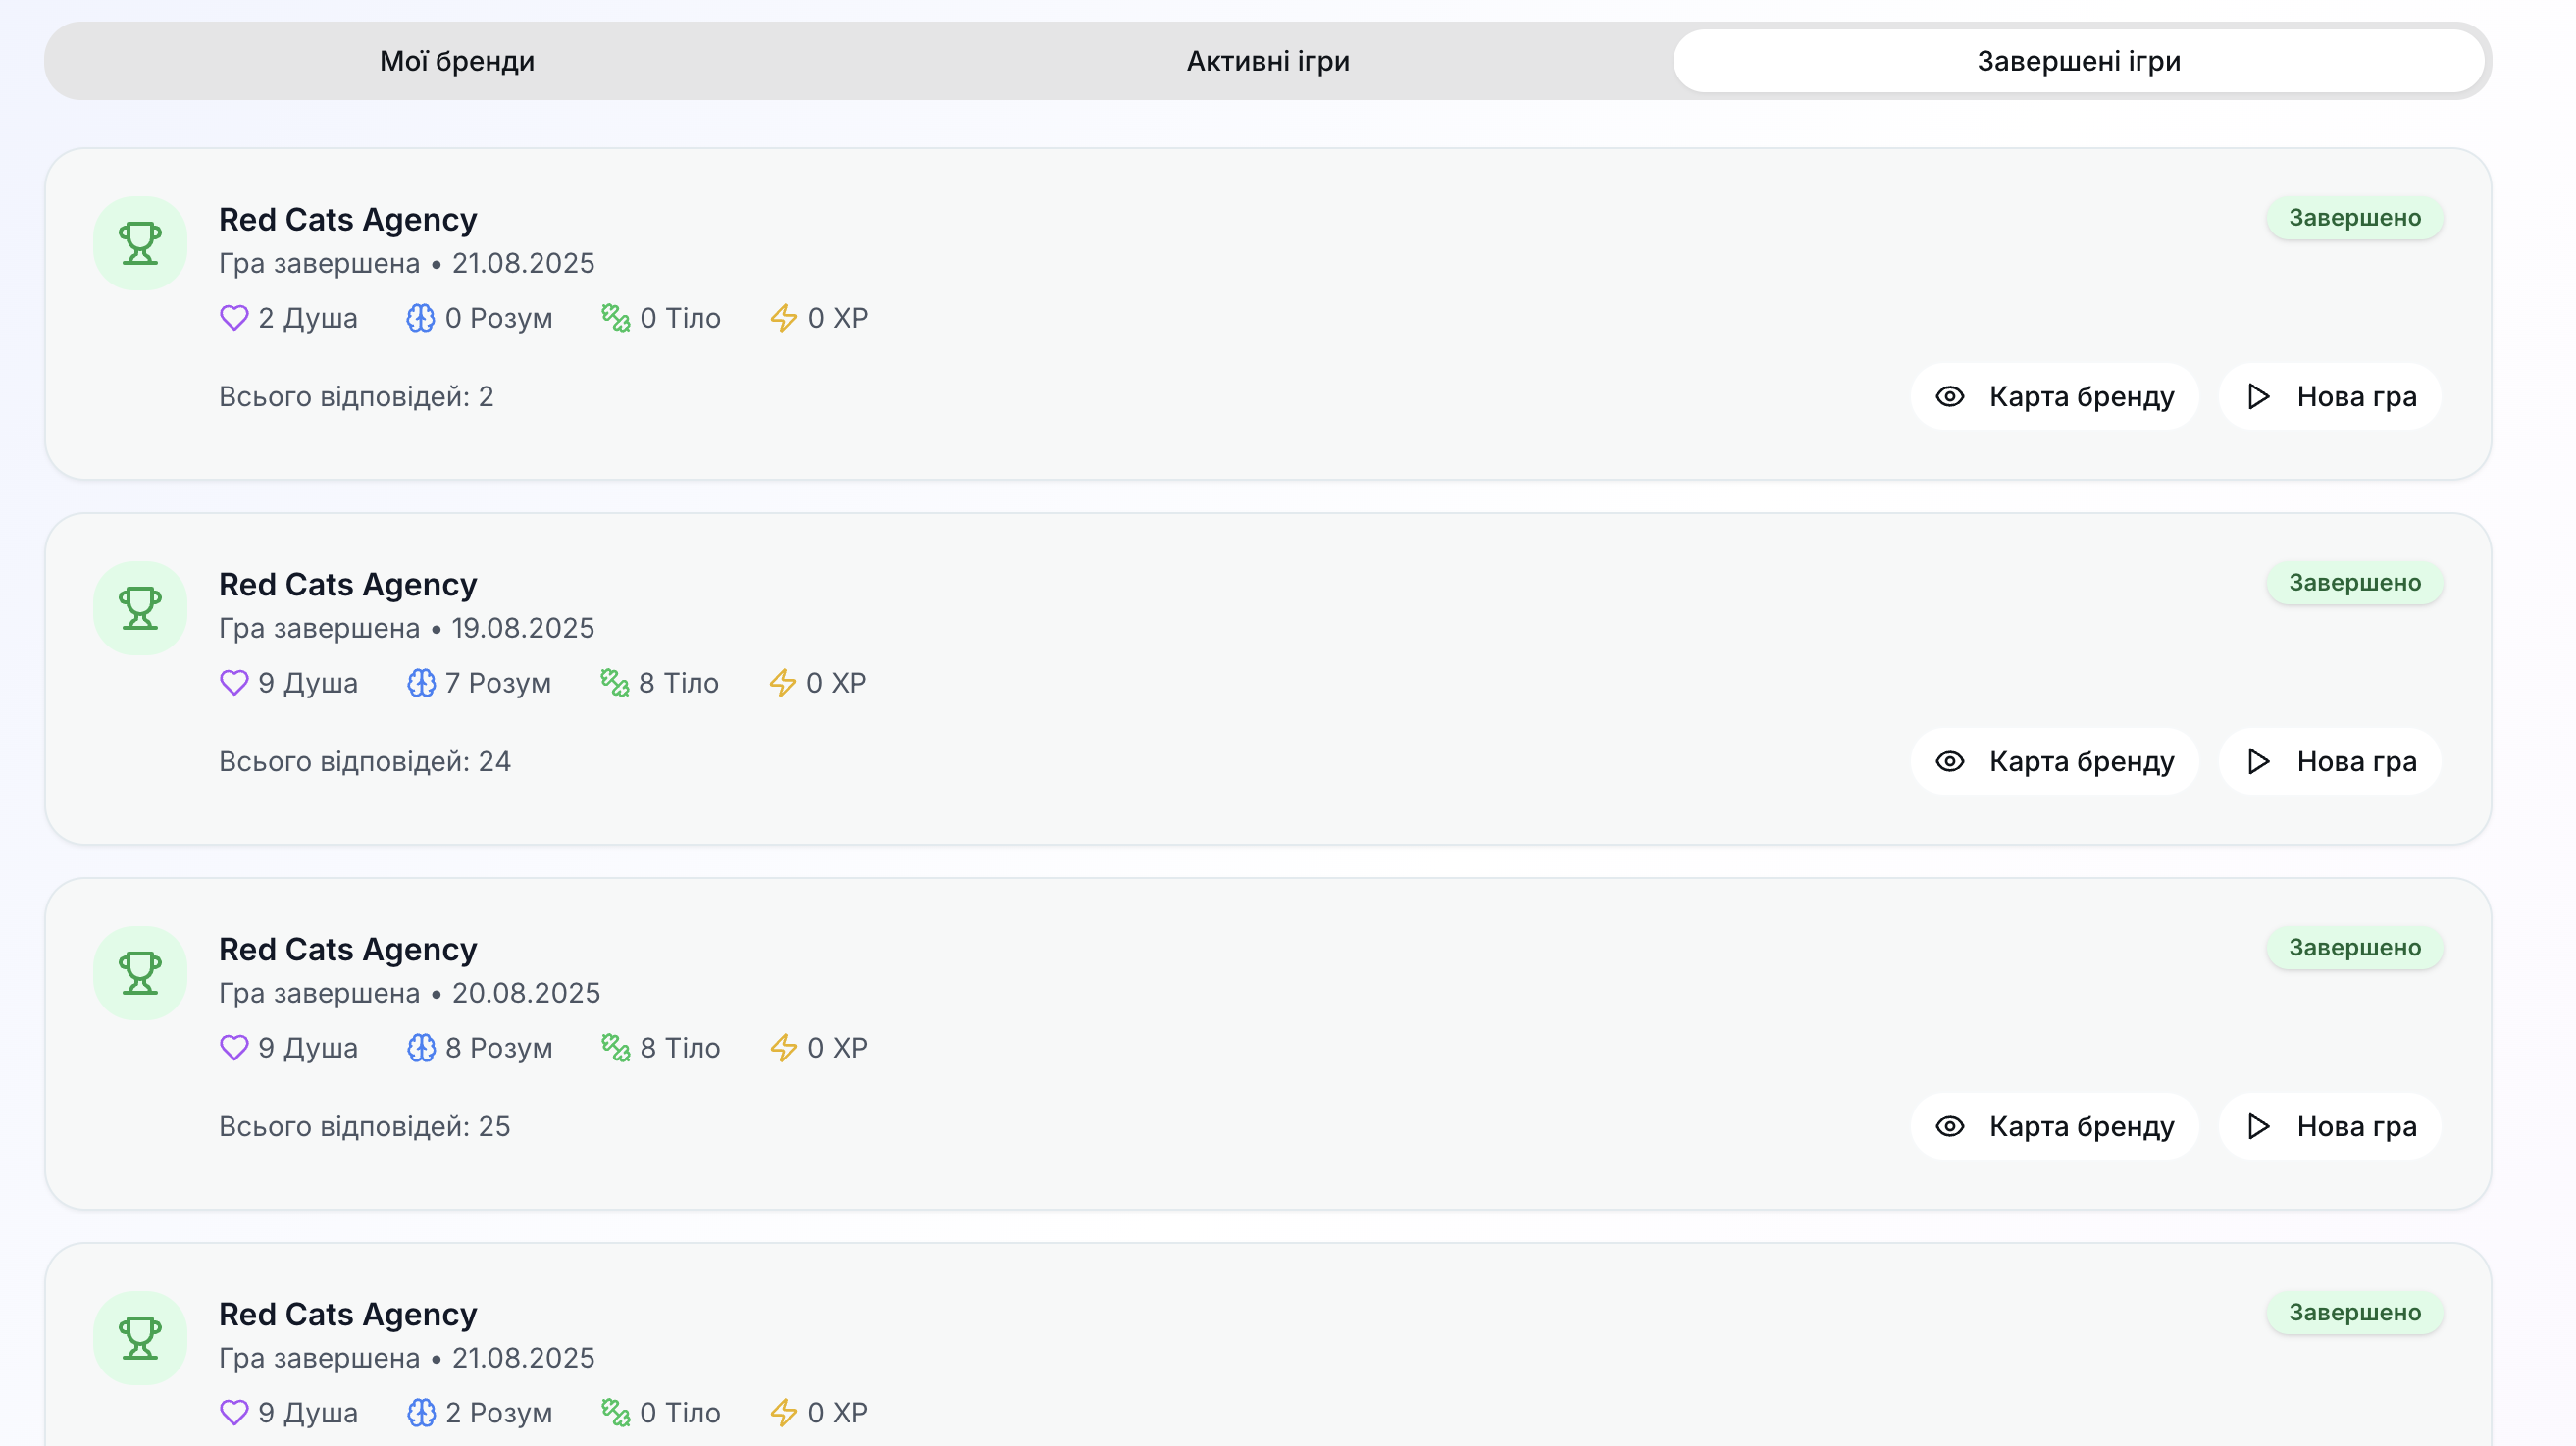 Мої бренди
Активні ігри
Завершені ігри
Red Cats Agency
Завершено
Гра завершена • 21.08.2025
2 Душа 0 Розум 0 Тіло 0 XP
Всього відповідей: 2
Карта бренду
Нова гра
Red Cats Agency
Завершено
Гра завершена • 19.08.2025
9 Душа 7 Розум 8 Тіло 0 XP
Всього відповідей: 24
Карта бренду
Нова гра
Red Cats Agency
Завершено
Гра завершена • 20.08.2025
9 Душа 8 Розум 8 Тіло 0 XP
Всього відповідей: 25
Карта бренду
Нова гра
Red Cats Agency
Завершено
Гра завершена • 21.08.2025
9 Душа 2 Розум 0 Тіло 0 XP